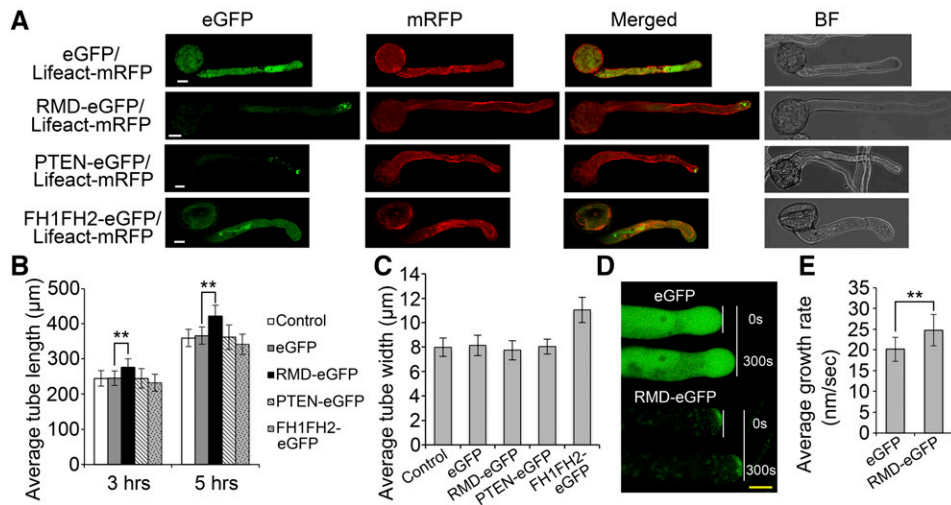 A
eGFP
mRFP
Merged
BF
eGFP/
Lifeact-mRFP
RMD-eGFP/
Lifeact-mRFP
PTEN-eGFP/
Lifeact-mRFP
FH1FH2-eGFP/
Lifeact-mRFP
B
Average tube length (μm)
500
400
300
200
100
0
**
**
3 hrs
5 hrs
Control
eGFP
RMD-eGFP
PTEN-eGFP
FH1FH2-
eGFP
C
Average tube width (μm)
14
12
10
8
6
4
2
0
Control
eGFP
RMD-eGFP
PTEN-eGFP
FH1FH2-
eGFP
D
eGFP
0s
300s
RMD-eGFP
0s
300s
E
Average growth rate
(nm/sec)
35
30
25
20
15
10
5
0
**
eGFP
RMD-eGFP